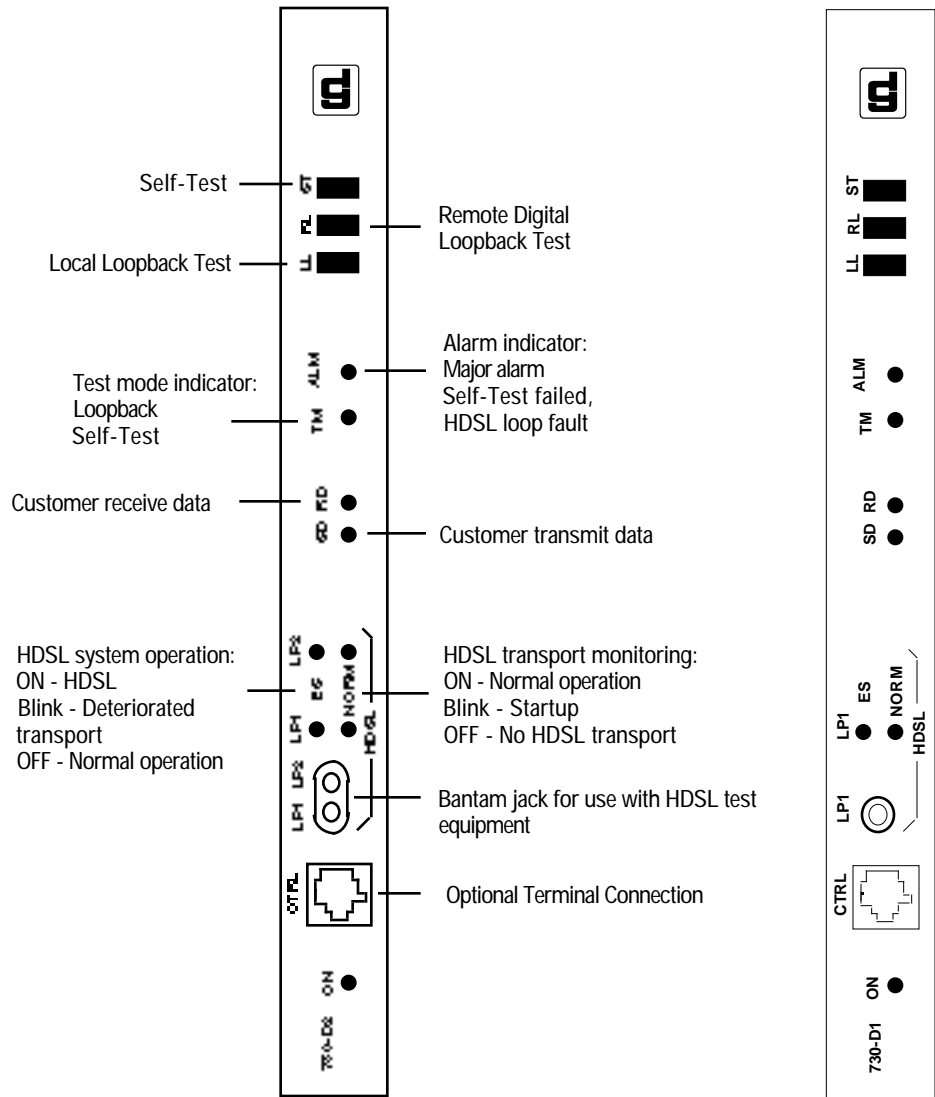 Self-Test
ST
RL
Remote Digital
Loopback Test
Local Loopback Test
LL
Alarm indicator:
Major alarm
Self-Test failed,
HDSL loop fault
ALM
Test mode indicator:
Loopback
Self-Test
TM
Customer receive data
RD
SD
Customer transmit data
HDSL system operation:
ON - HDSL
Blink - Deteriorated
transport
OFF - Normal operation
LP2
ES
NORM
LP1
HDSL
HDSL transport monitoring:
ON - Normal operation
Blink - Startup
OFF - No HDSL transport
LP1 LP2
Bantam jack for use with HDSL test
equipment
CTRL
Optional Terminal Connection
ON
730-D2
ST
RL
LL
ALM
TM
SD RD
ES
LP1
NORM
HDSL
LP1
CTRL
ON
730-D1